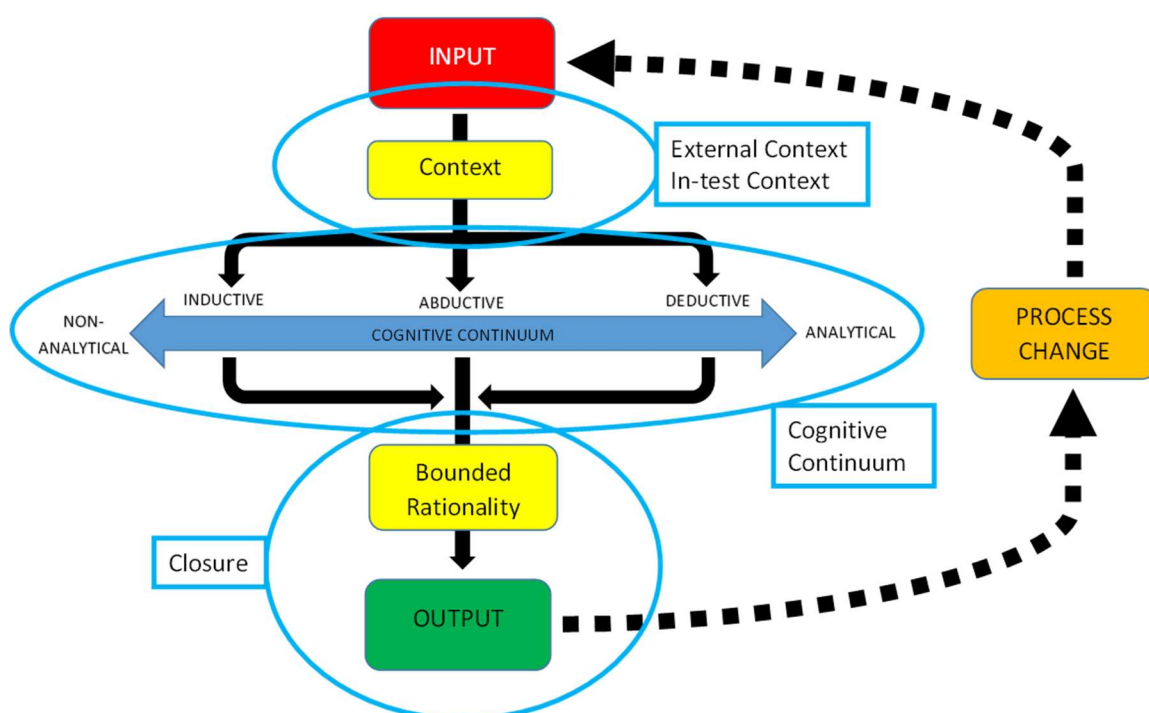 INPUT
Context
External Context
In-test Context
INDUCTIVE
ABDUCTIVE
DEDUCTIVE
NON-
ANALYTICAL
COGNITIVE CONTINUUM
ANALYTICAL
PROCESS
CHANGE
Cognitive
Continuum
Bounded
Rationality
Closure
OUTPUT